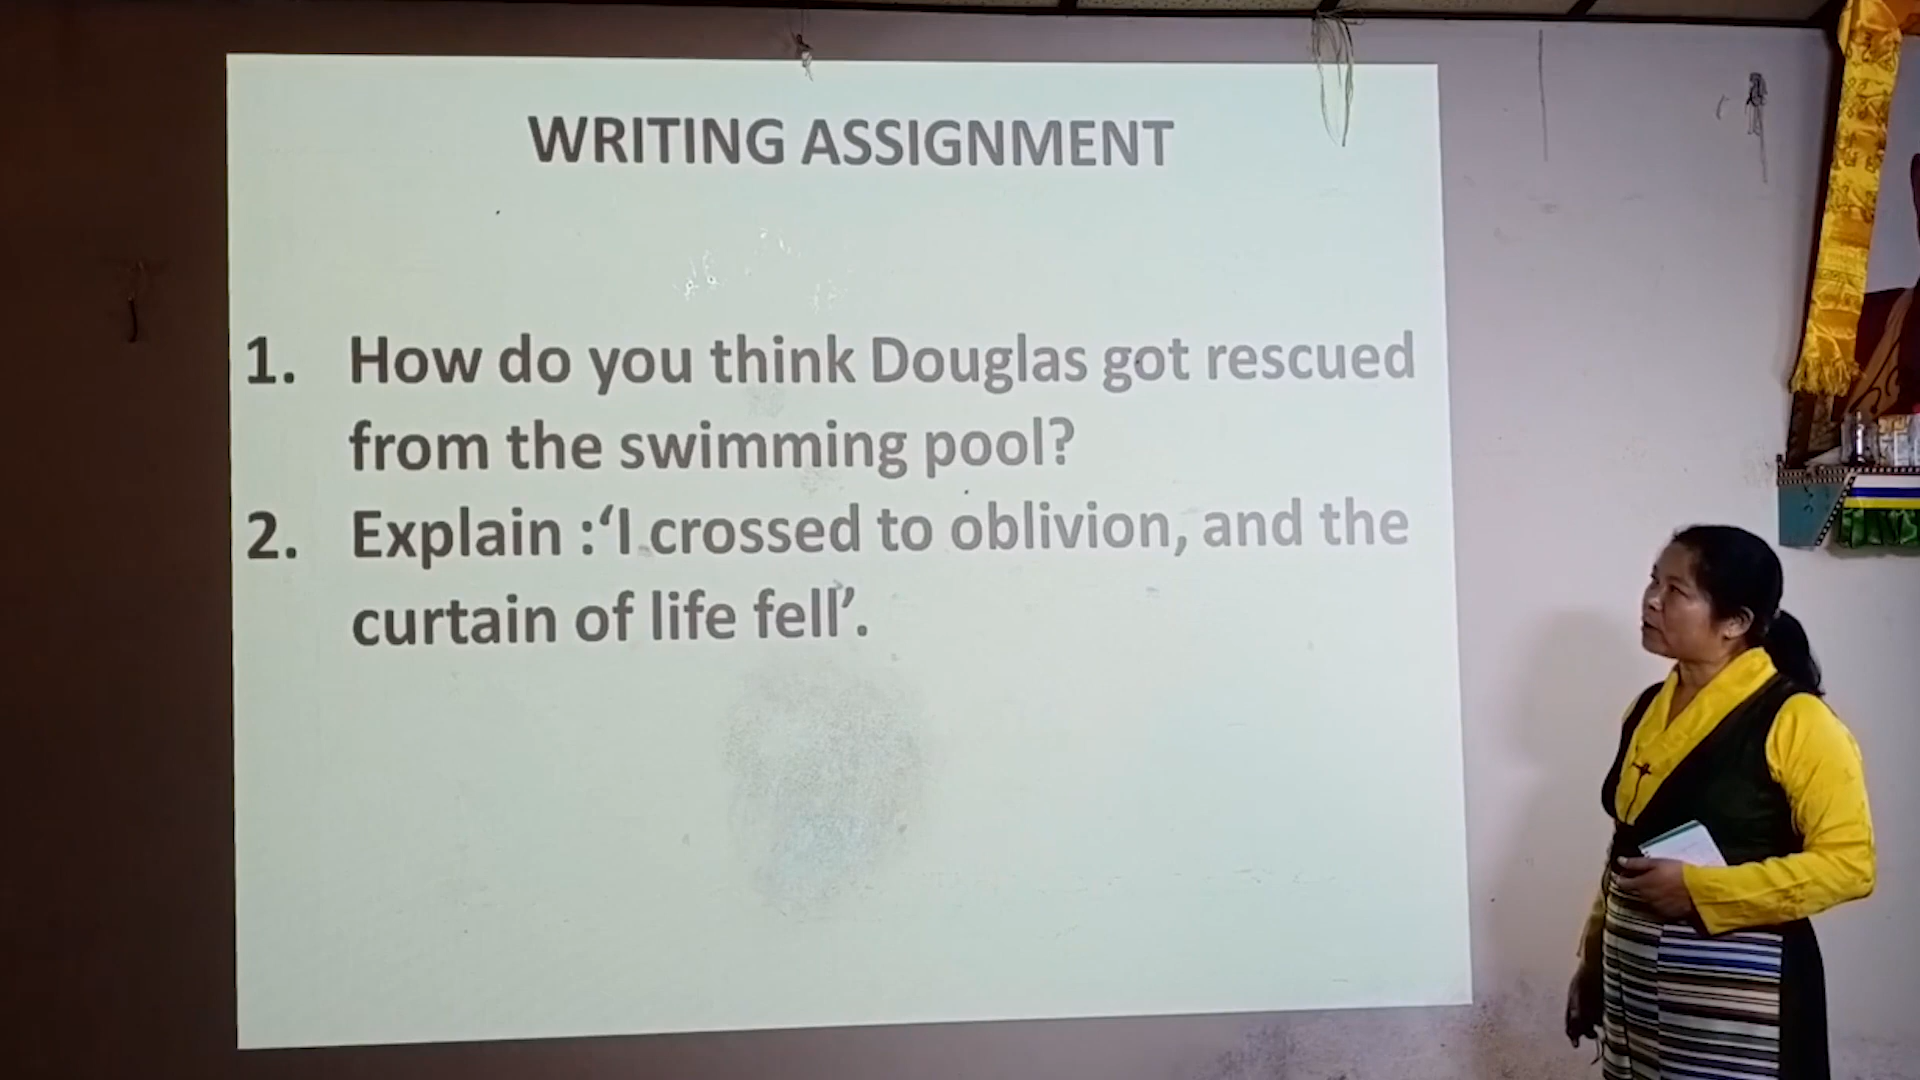 WRITING ASSIGNMENT
1. How do you think Douglas got rescued
from the swimming pool?
2. Explain :‘I crossed to oblivion, and the
curtain of life fell’.